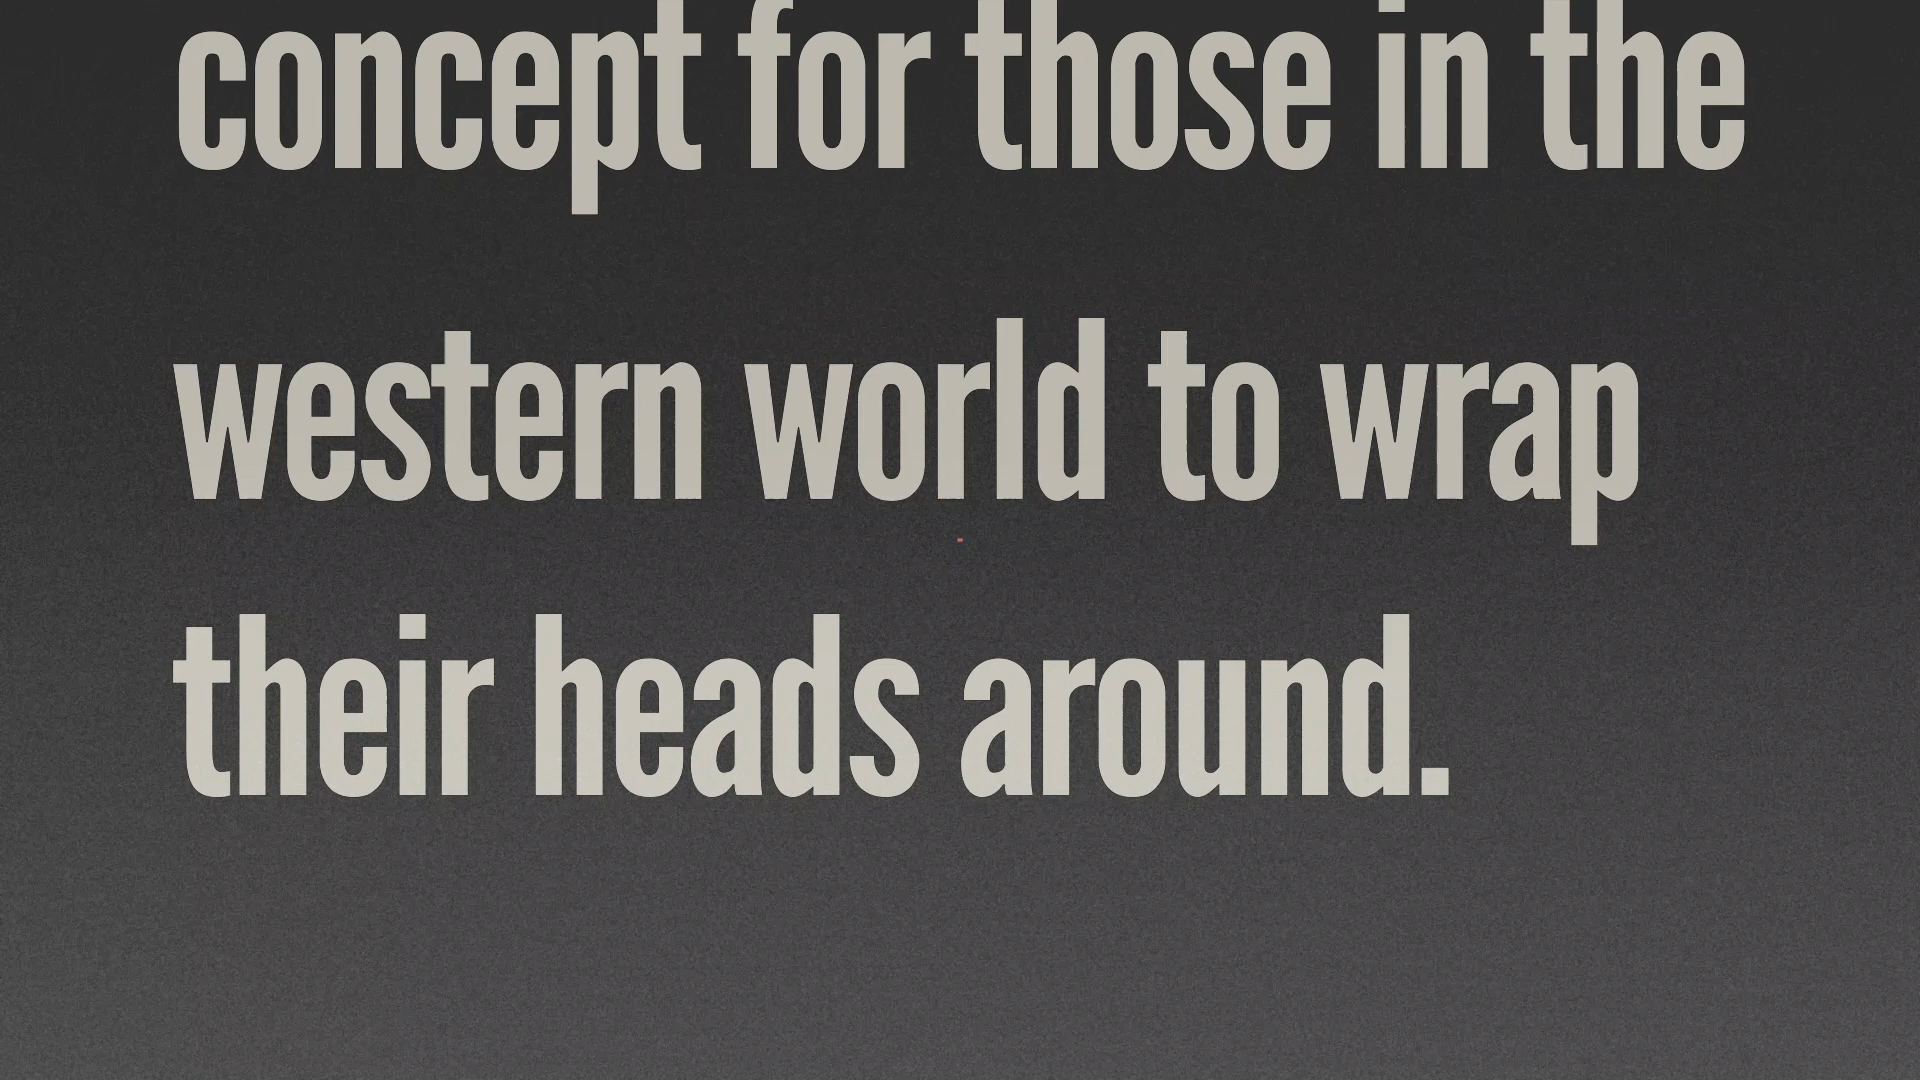 concept for those in the
western world to wrap
their heads around.